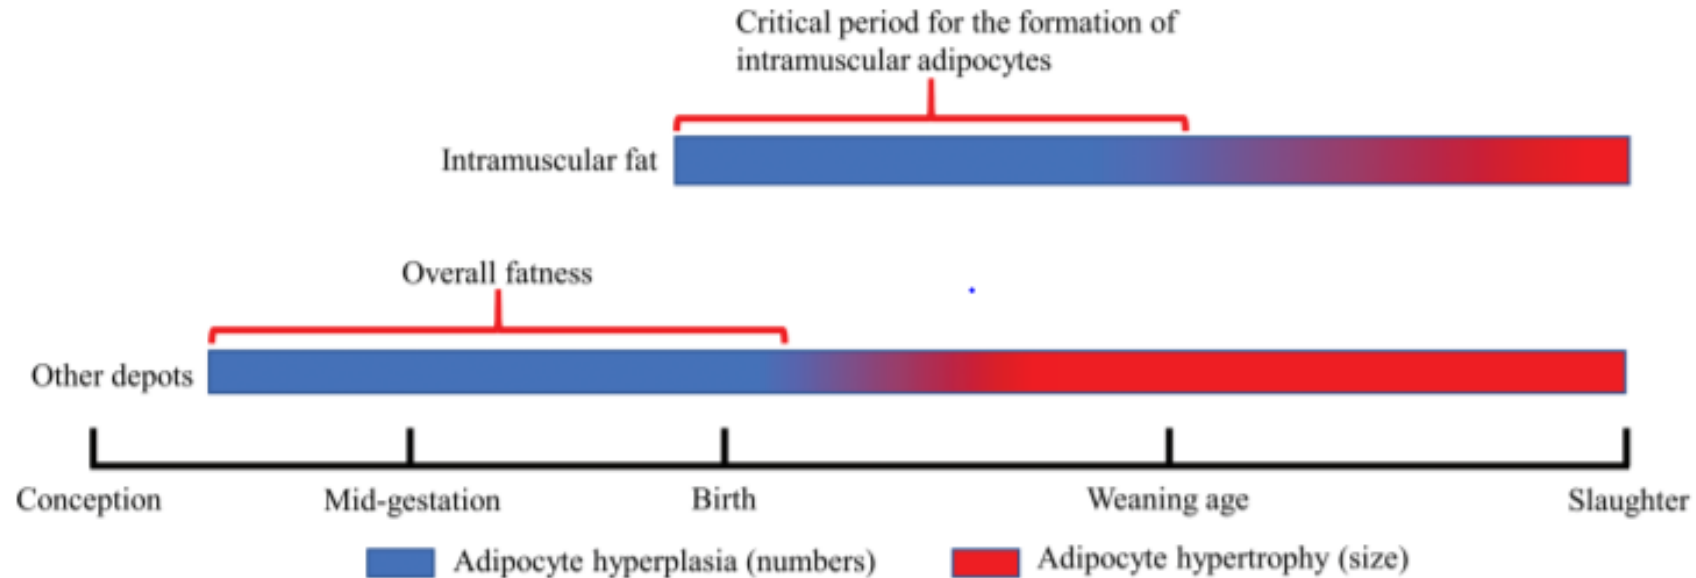 Critical period for the formation of
intramuscular adipocytes
Intramuscular fat
Overall fatness
Other depots
Conception
Mid-gestation
Birth
Weaning age
Slaughter
Adipocyte hyperplasia (numbers)
Adipocyte hypertrophy (size)